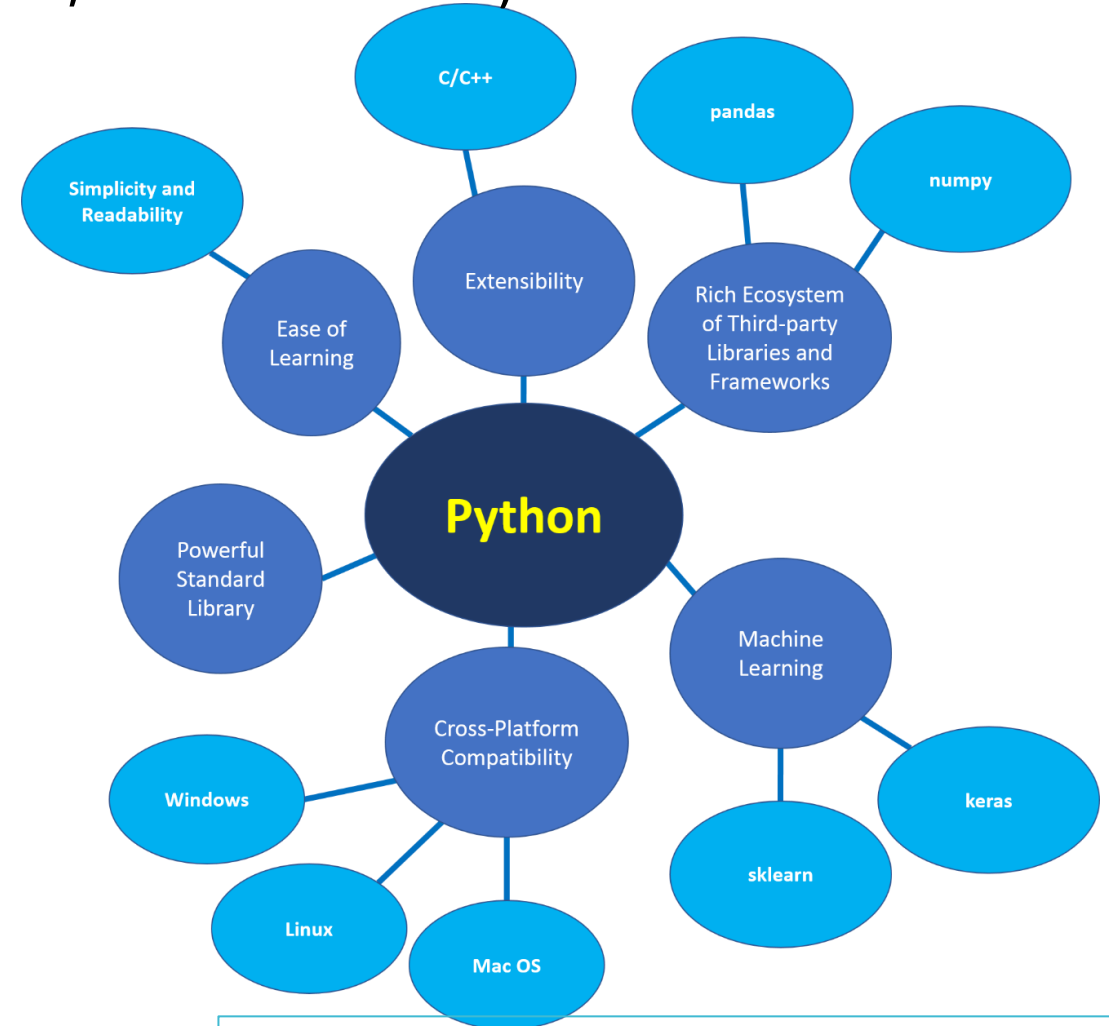 C/C++
pandas
numpy
Simplicity and
Readability
Extensibility
Rich Ecosystem
of Third-party
Libraries and
Frameworks
Ease of
Learning
Python
Powerful
Standard
Library
Machine
Learning
Cross-Platform
Compatibility
Windows
keras
sklearn
Linux
Mac OS